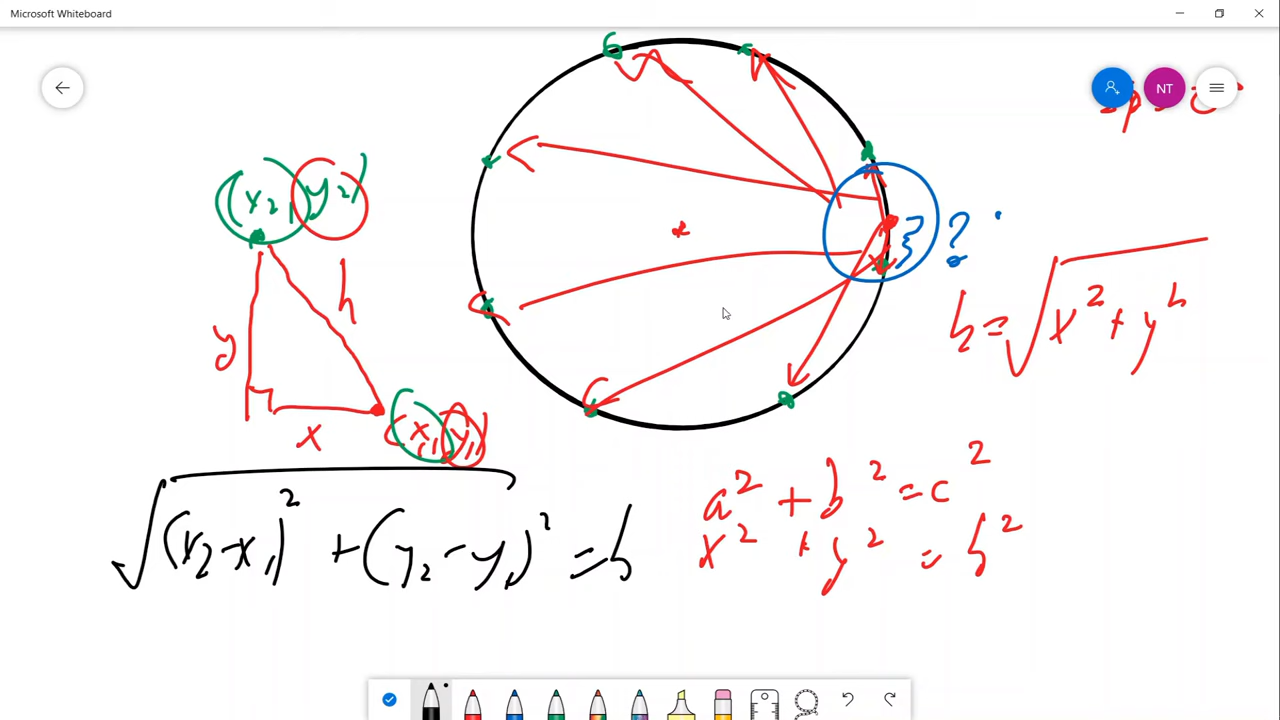 Microsoft Whiteboard
NT
(x₂, y₂)
?
h
y
h = √x² + y^h
x
(x₁, y₁)
a² + b² = c²
√(x₂-x₁)² + (y₂-y₁)² = h
x² + y² = h²